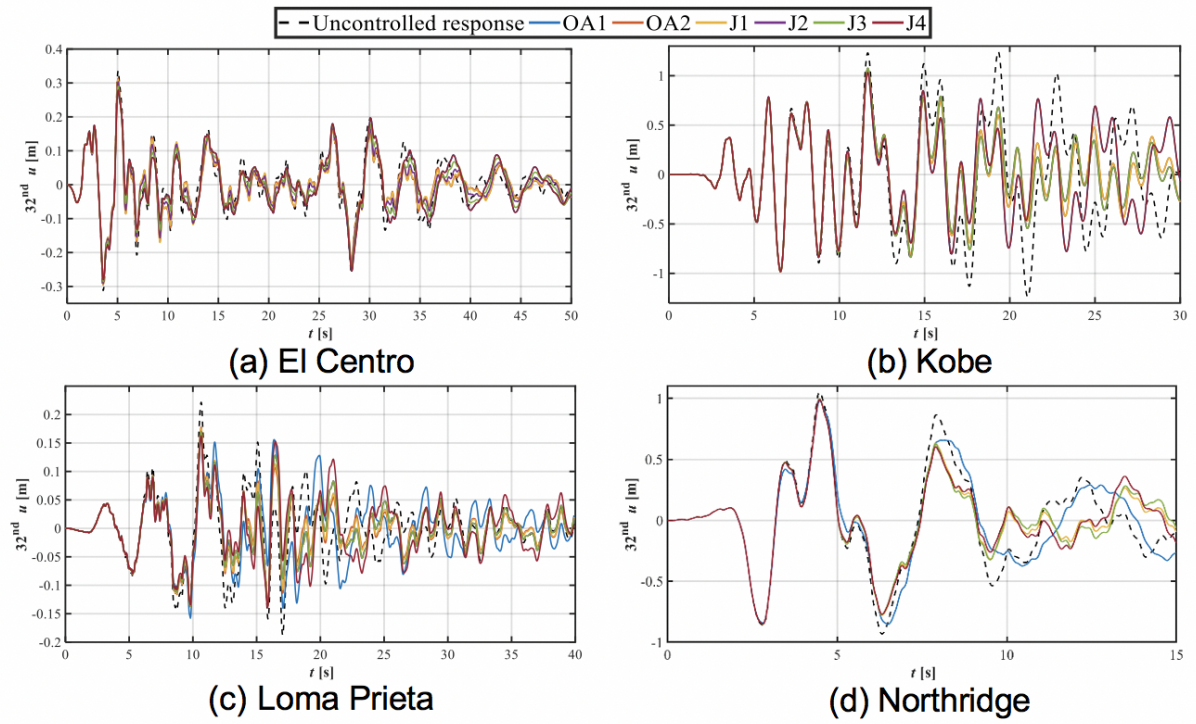 Uncontrolled response OA1 OA2 J1 J2 J3 J4
0.4
0.3
0.2
0.1
0
-0.1
-0.2
-0.3
32nd u [m]
0 5 10 15 20 25 30 35 40 45 50
t [s]
(a) El Centro
1
0.5
0
-0.5
-1
32nd u [m]
0 5 10 15 20 25 30
t [s]
(b) Kobe
0.2
0.15
0.1
0.05
0
-0.05
-0.1
-0.15
-0.2
32nd u [m]
0 5 10 15 20 25 30 35 40
t [s]
(c) Loma Prieta
1
0.5
0
-0.5
-1
32nd u [m]
0 5 10 15
t [s]
(d) Northridge